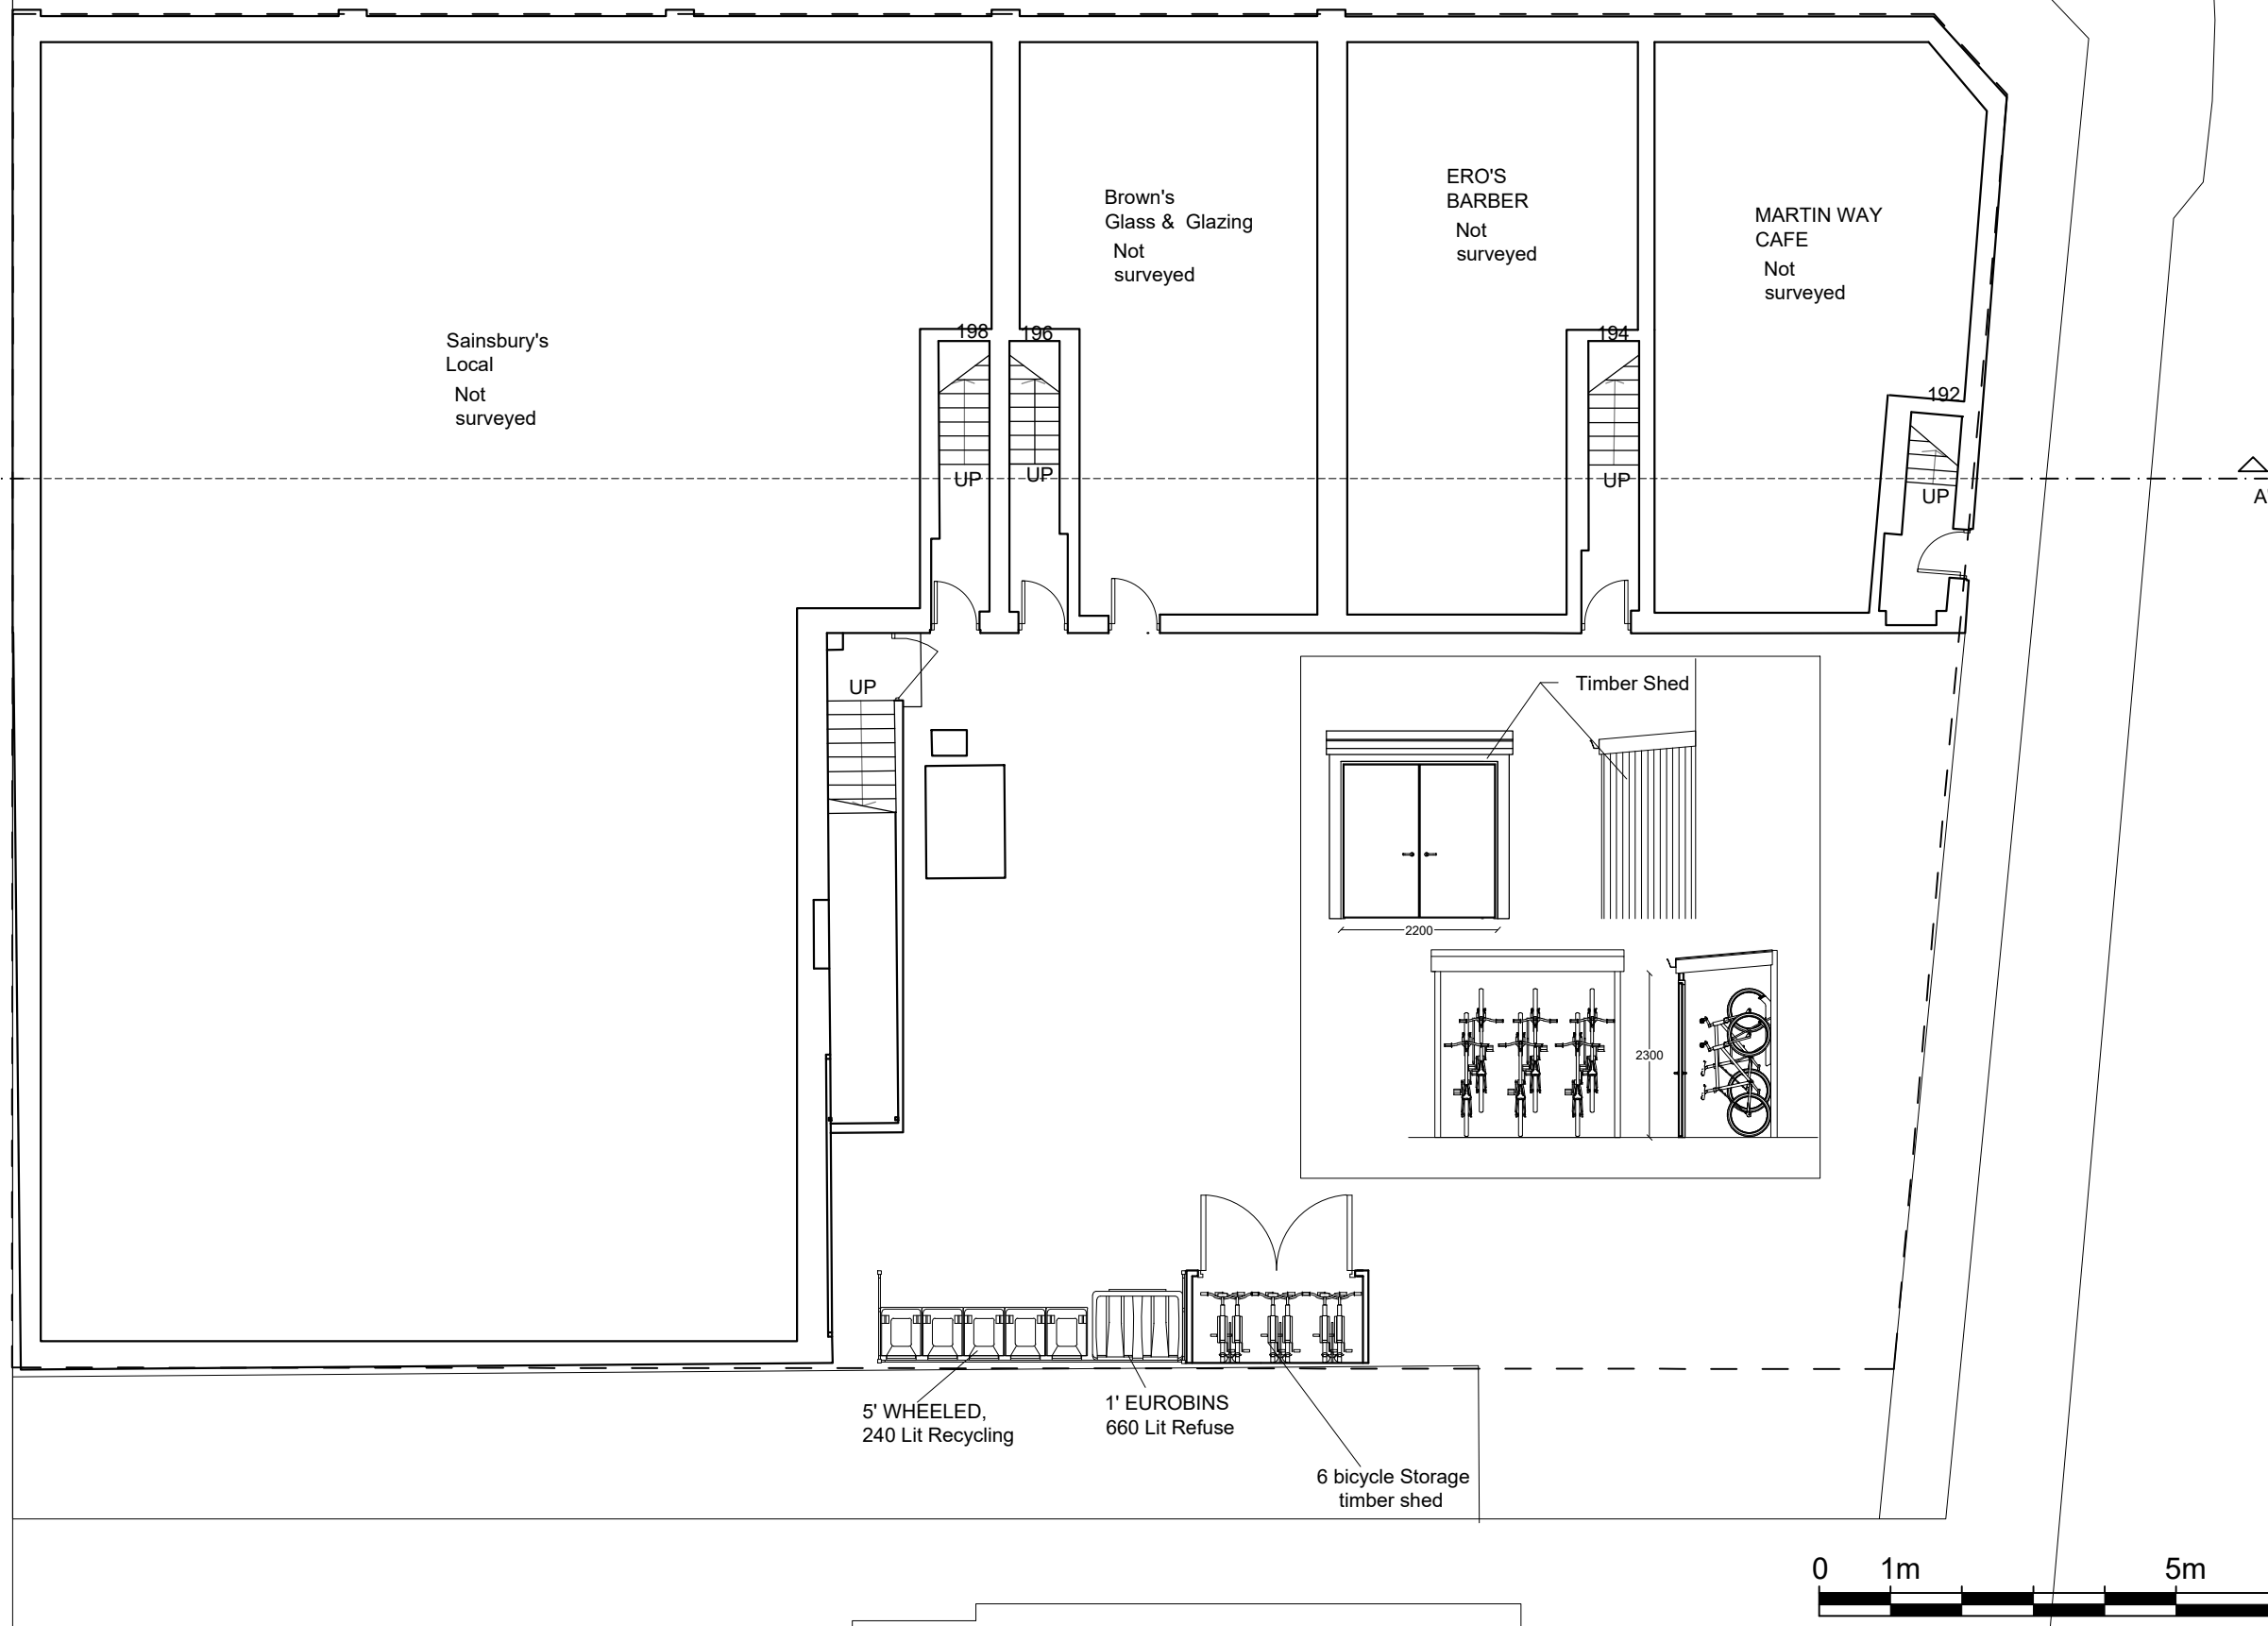 Sainsbury's
Local
Not
surveyed
Brown's
Glass & Glazing
Not
surveyed
ERO'S
BARBER
Not
surveyed
MARTIN WAY
CAFE
Not
surveyed
198
196
194
192
UP
UP
UP
UP
A
UP
Timber Shed
2200
2300
5' WHEELED,
240 Lit Recycling
1' EUROBINS
660 Lit Refuse
6 bicycle Storage
timber shed
0 1m 5m